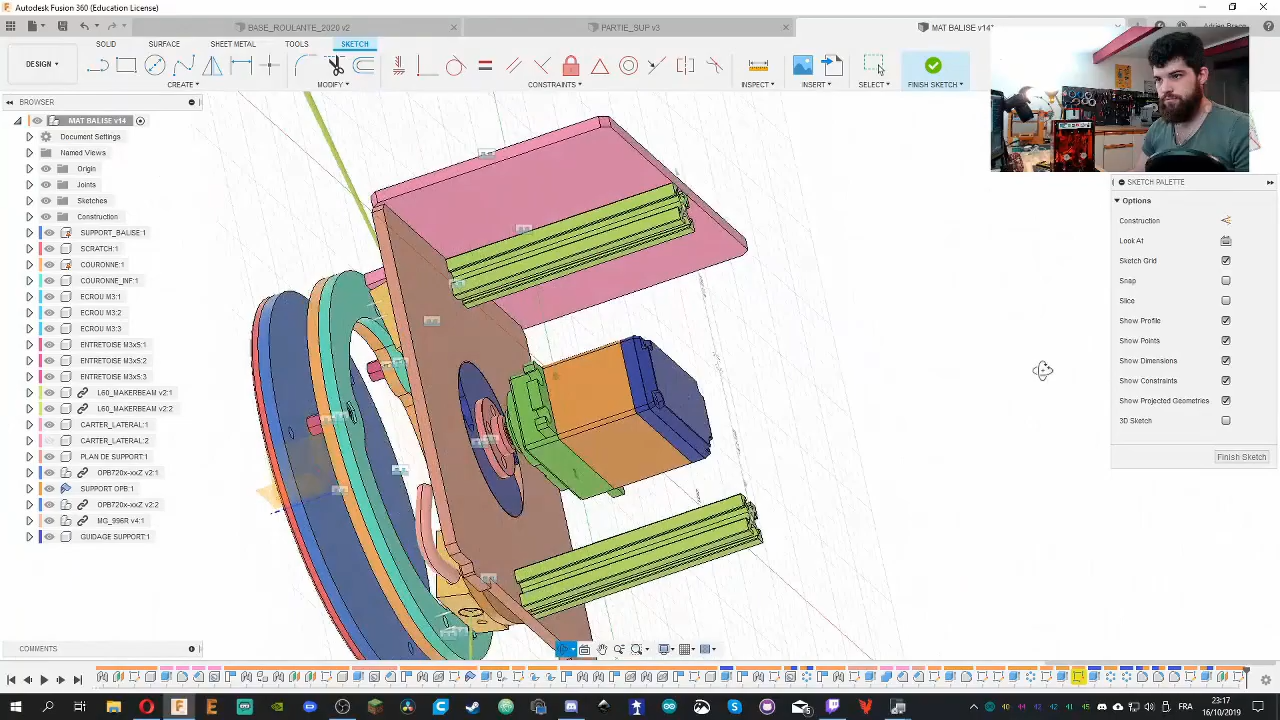 Autodesk Fusion 360 (Education License)
BASE_ROULANTE_2020 v2
PARTIE_SUP v3
MAT BALISE v14*
SOLID
SURFACE
SHEET METAL
TOOLS
SKETCH
DESIGN
CREATE
MODIFY
CONSTRAINTS
INSPECT
INSERT
SELECT
FINISH SKETCH
BROWSER
MAT BALISE v14
Document Settings
Named Views
Origin
Joints
Sketches
Construction
SUPPORT_BALISE:1
SCRATCH:1
COURONNE:1
COURONNE_INF:1
ECROU M3:1
ECROU M3:2
ECROU M3:3
ENTRETOISE M3x5:1
ENTRETOISE M3x5:2
ENTRETOISE M3x5:3
L60_MAKERBEAM v2:1
L60_MAKERBEAM v2:2
CARTER_LATERAL:1
CARTER_LATERAL:2
PLAN DE SUPPORT:1
OPB720x-xxZ v2:1
SUPPORT OPB:1
OPB720x-xxZ v2:2
MG_996R v4:1
GUIDAGE SUPPORT:1
SKETCH PALETTE
Options
Construction
Look At
Sketch Grid
Snap
Slice
Show Profile
Show Points
Show Dimensions
Show Constraints
Show Projected Geometries
3D Sketch
Finish Sketch
COMMENTS
FRA
23:17
16/10/2019